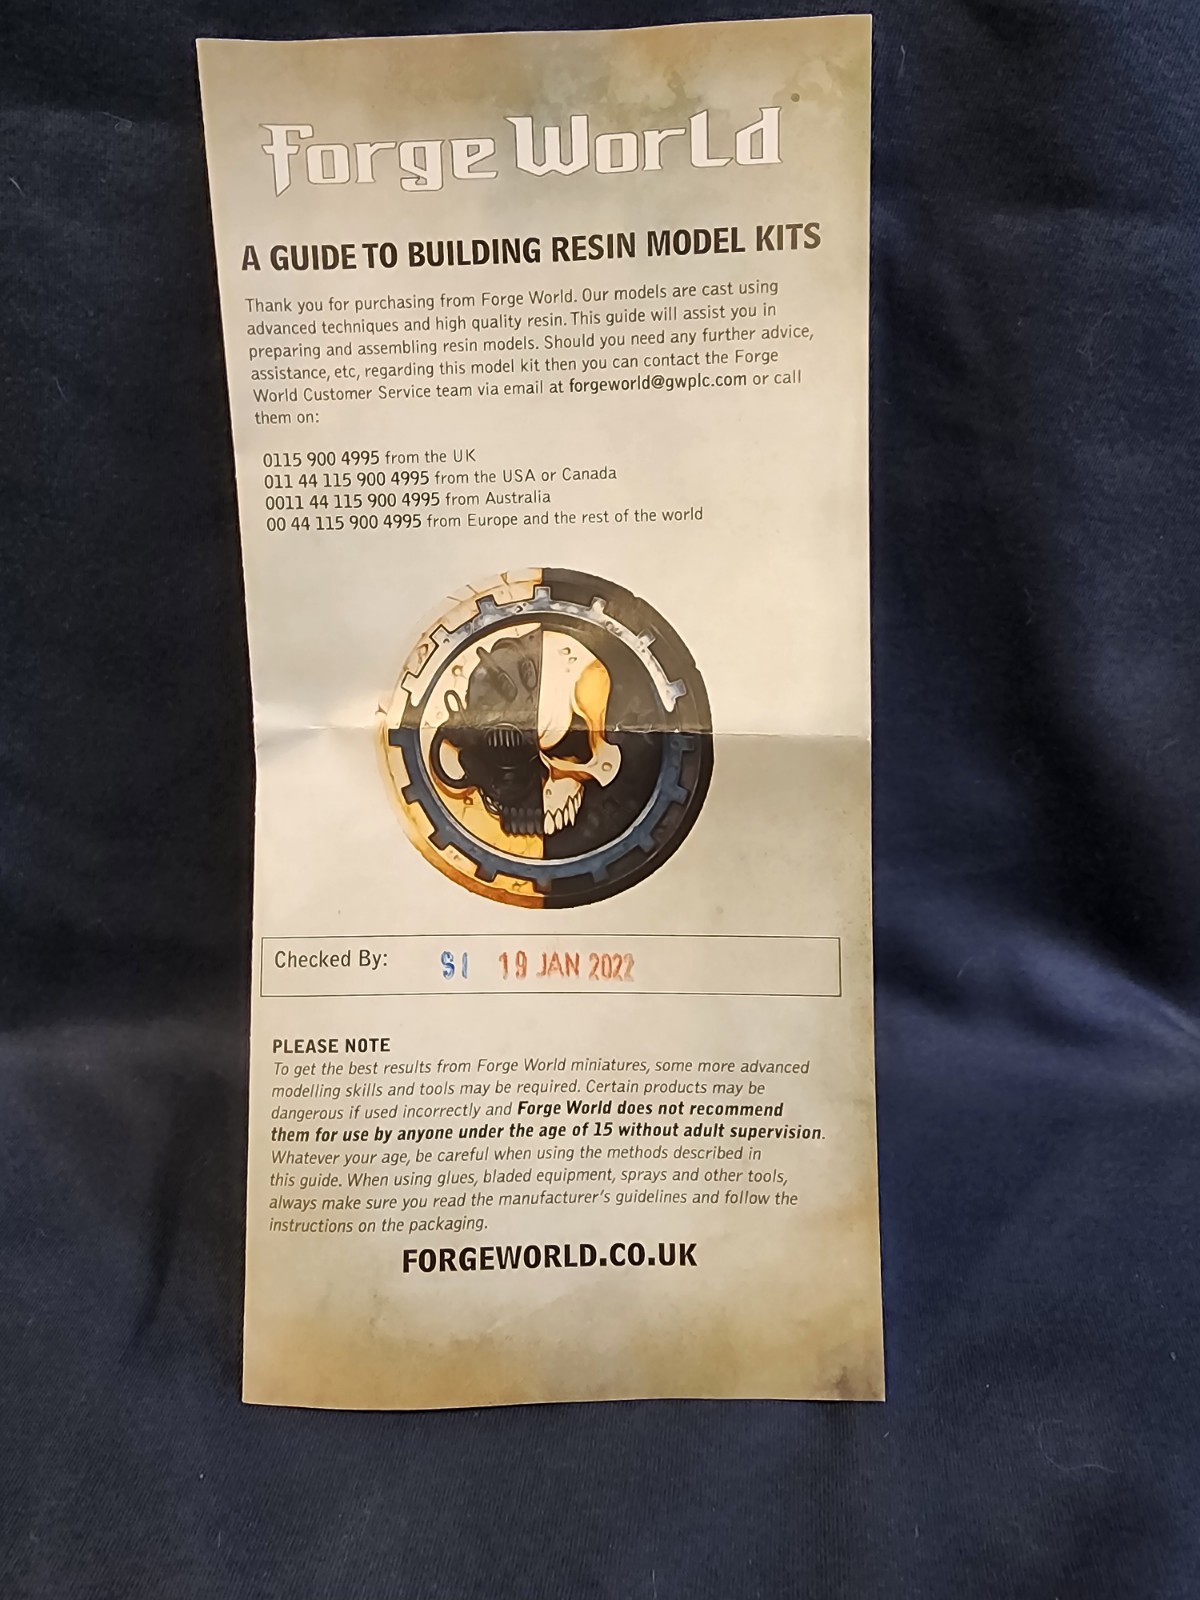 Forge World
A GUIDE TO BUILDING RESIN MODEL KITS
Thank you for purchasing from Forge World. Our models are cast using
advanced techniques and high quality resin. This guide will assist you in
preparing and assembling resin models. Should you need any further advice,
assistance, etc, regarding this model kit then you can contact the Forge
World Customer Service team via email at forgeworld@gwplc.com or call
them on:
0115 900 4995 from the UK
011 44 115 900 4995 from the USA or Canada
0011 44 115 900 4995 from Australia
00 44 115 900 4995 from Europe and the rest of the world
Checked By: S1 19 JAN 2022
PLEASE NOTE
To get the best results from Forge World miniatures, some more advanced
modelling skills and tools may be required. Certain products may be
dangerous if used incorrectly and Forge World does not recommend
them for use by anyone under the age of 15 without adult supervision.
Whatever your age, be careful when using the methods described in
this guide. When using glues, bladed equipment, sprays and other tools,
always make sure you read the manufacturer's guidelines and follow the
instructions on the packaging.
FORGEWORLD.CO.UK